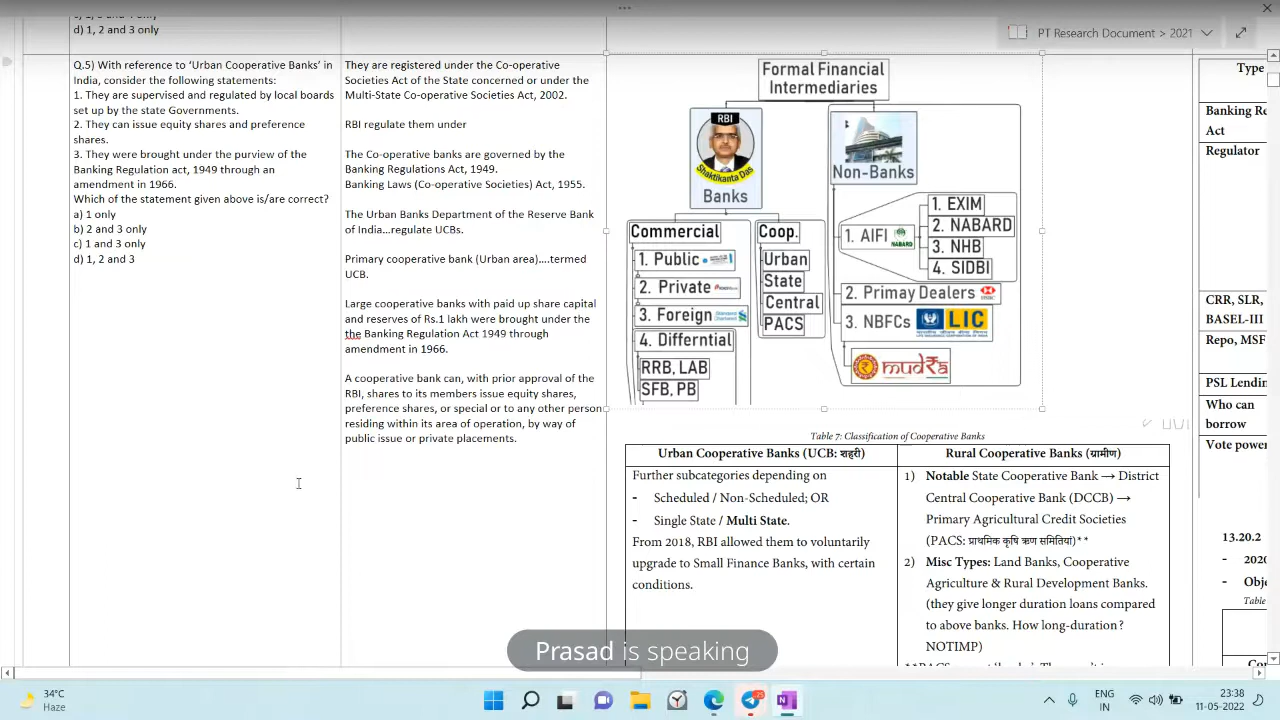 PT Research Document > 2021
d) 1, 2 and 3 only
Q.5) With reference to ‘Urban Cooperative Banks’ in
India, consider the following statements:
1. They are supervised and regulated by local boards
set up by the state Governments.
2. They can issue equity shares and preference
shares.
3. They were brought under the purview of the
Banking Regulation act, 1949 through an
amendment in 1966.
Which of the statement given above is/are correct?
a) 1 only
b) 2 and 3 only
c) 1 and 3 only
d) 1, 2 and 3
They are registered under the Co-operative
Societies Act of the State concerned or under the
Multi-State Co-operative Societies Act, 2002.
RBI regulate them under
The Co-operative banks are governed by the
Banking Regulations Act, 1949.
Banking Laws (Co-operative Societies) Act, 1955.
The Urban Banks Department of the Reserve Bank
of India...regulate UCBs.
Primary cooperative bank (Urban area)....termed
UCB.
Large cooperative banks with paid up share capital
and reserves of Rs.1 lakh were brought under the
the Banking Regulation Act 1949 through
amendment in 1966.
A cooperative bank can, with prior approval of the
RBI, shares to its members issue equity shares,
preference shares, or special or to any other person
residing within its area of operation, by way of
public issue or private placements.
Formal Financial
Intermediaries
RBI
Shaktikanta Das
Banks
Non-Banks
Commercial
1. Public
2. Private
3. Foreign
4. Differntial
RRB, LAB
SFB, PB
Coop.
Urban
State
Central
PACS
1. AIFI
NABARD
1. EXIM
2. NABARD
3. NHB
4. SIDBI
2. Primay Dealers
HSBC
3. NBFCs
LIC
mudra
Table 7: Classification of Cooperative Banks
Urban Cooperative Banks (UCB: शहरी)
Rural Cooperative Banks (ग्रामीण)
Further subcategories depending on
- Scheduled / Non-Scheduled; OR
- Single State / Multi State.
From 2018, RBI allowed them to voluntarily
upgrade to Small Finance Banks, with certain
conditions.
1) Notable State Cooperative Bank → District
Central Cooperative Bank (DCCB) →
Primary Agricultural Credit Societies
(PACS: प्राथमिक कृषि ऋण समितियां)**
2) Misc Types: Land Banks, Cooperative
Agriculture & Rural Development Banks.
(they give longer duration loans compared
to above banks. How long-duration?
NOTIMP)
Type
Banking Re
Act
Regulator
CRR, SLR,
BASEL-III
Repo, MSF
PSL Lendin
Who can
borrow
Vote power
13.20.2
- 2020
- Obje
Table
Prasad is speaking
34°C
Haze
25
ENG
IN
23:38
11-05-2022